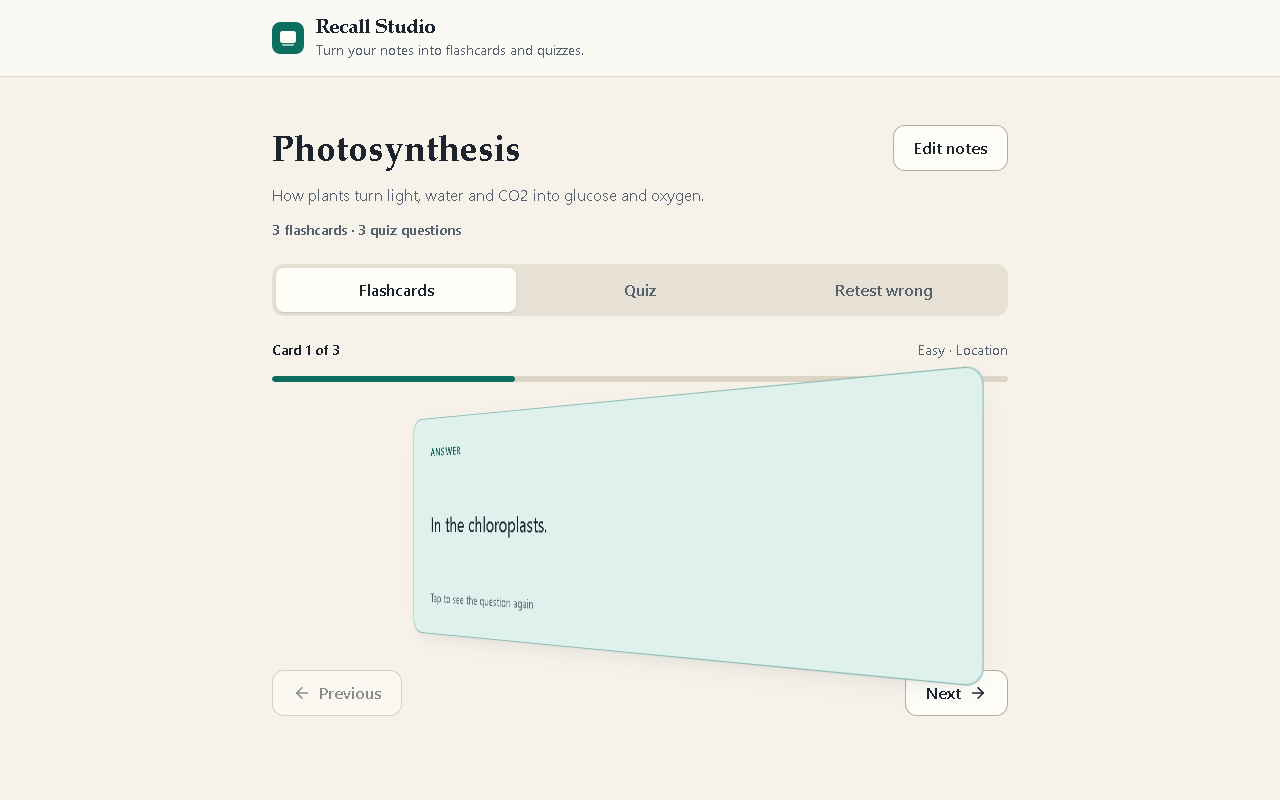 Recall Studio
Turn your notes into flashcards and quizzes.
Photosynthesis
Edit notes
How plants turn light, water and CO2 into glucose and oxygen.
3 flashcards · 3 quiz questions
Flashcards
Quiz
Retest wrong
Card 1 of 3
Easy · Location
ANSWER
In the chloroplasts.
Tap to see the question again
Previous
Next